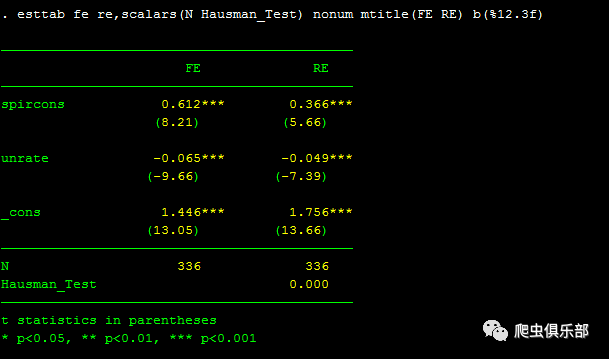 . esttab fe re,scalars(N Hausman_Test) nonum mtitle(FE RE) b(%12.3f)
FE RE
spircons 0.612*** 0.366***
(8.21) (5.66)
unrate -0.065*** -0.049***
(-9.66) (-7.39)
_cons 1.446*** 1.756***
(13.05) (13.66)
N 336 336
Hausman_Test 0.000
t statistics in parentheses
* p<0.05, ** p<0.01, *** p<0.001
爬虫俱乐部